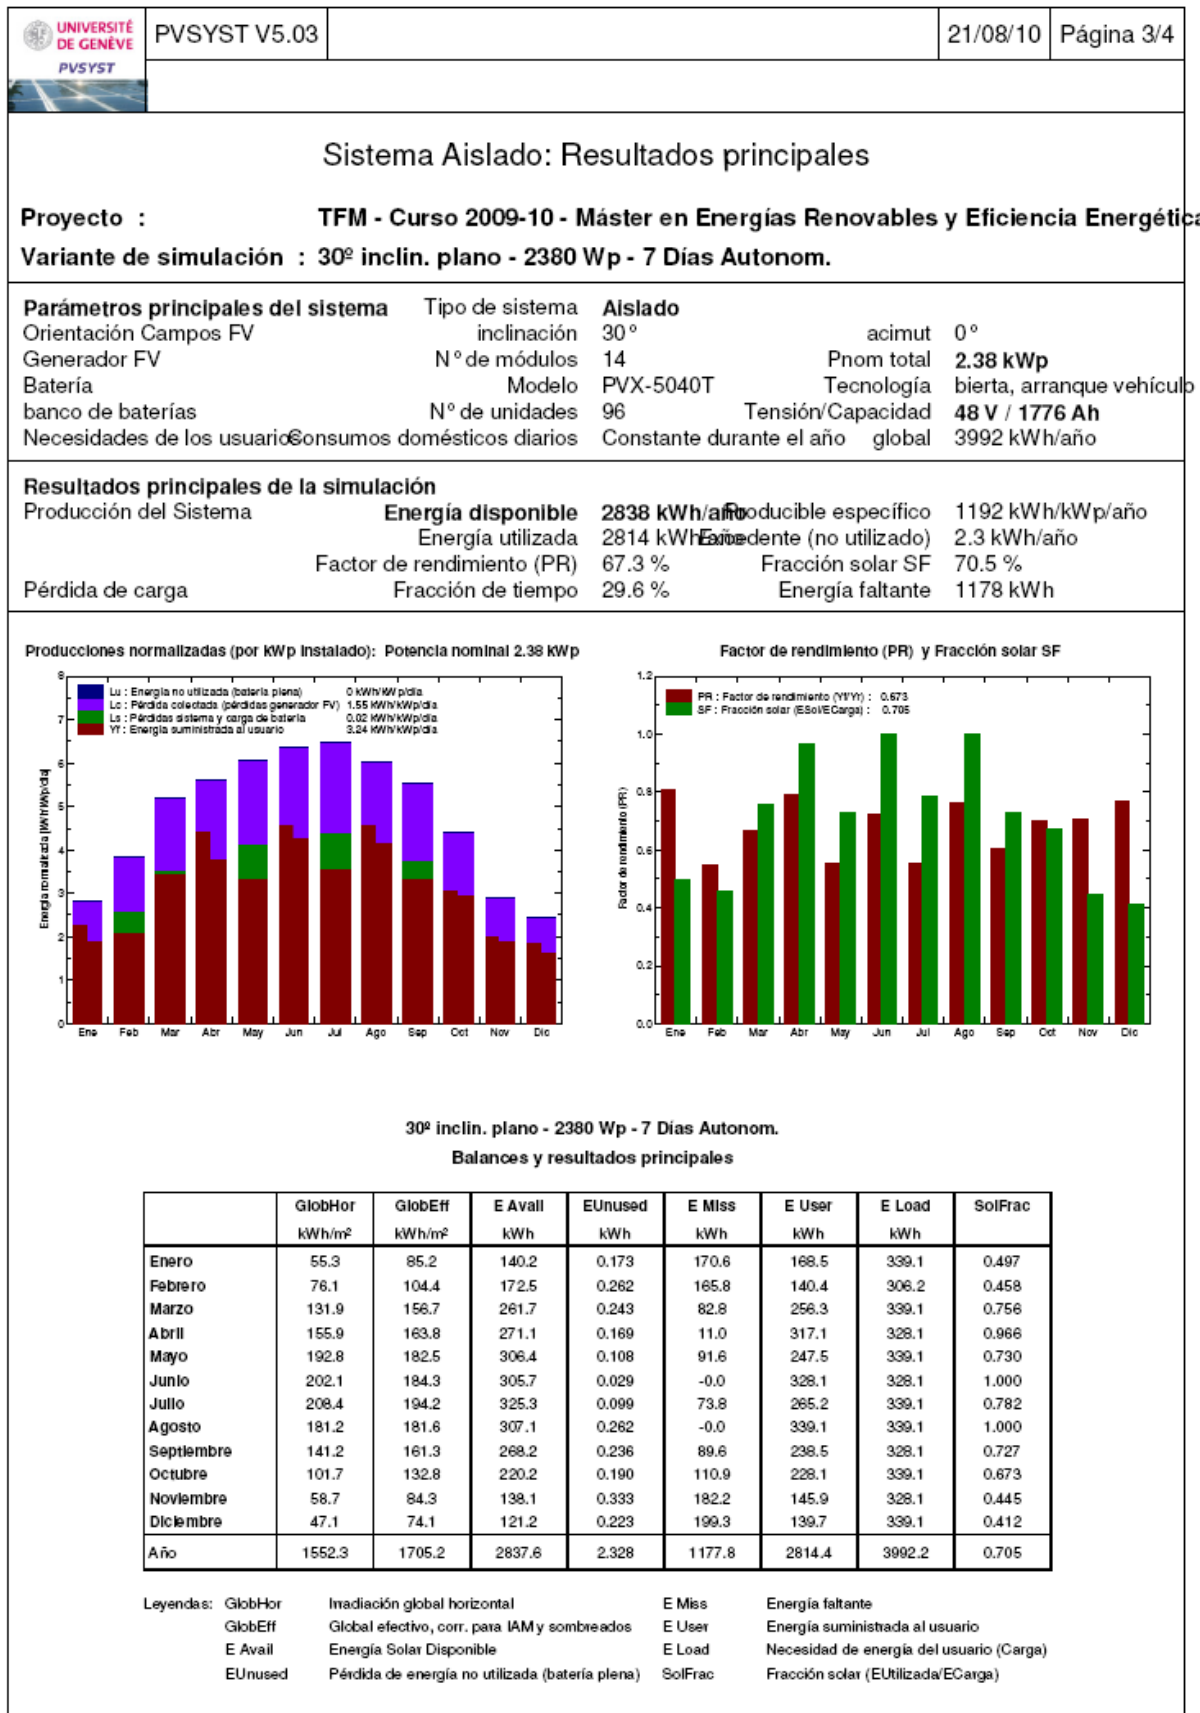 UNIVERSITÉ
DE GENÈVE
PVSYST
PVSYST V5.03
21/08/10
Página 3/4
Sistema Aislado: Resultados principales
Proyecto : TFM - Curso 2009-10 - Máster en Energías Renovables y Eficiencia Energética
Variante de simulación : 30º inclin. plano - 2380 Wp - 7 Días Autonom.
Parámetros principales del sistema Tipo de sistema Aislado
Orientación Campos FV inclinación 30° acimut 0°
Generador FV N° de módulos 14 Pnom total 2.38 kWp
Batería Modelo PVX-5040T Tecnología bierta, arranque vehículo
banco de baterías N° de unidades 96 Tensión/Capacidad 48 V / 1776 Ah
Necesidades de los usuarios Consumos domésticos diarios Constante durante el año global 3992 kWh/año
Resultados principales de la simulación
Producción del Sistema Energía disponible 2838 kWh/año Producible específico 1192 kWh/kWp/año
Energía utilizada 2814 kWh/año Excedente (no utilizado) 2.3 kWh/año
Factor de rendimiento (PR) 67.3 % Fracción solar SF 70.5 %
Pérdida de carga Fracción de tiempo 29.6 % Energía faltante 1178 kWh
Producciones normalizadas (por kWp instalado): Potencia nominal 2.38 kWp
Lu : Energía no utilizada (batería plena) 0 kWh/kWp/día
Lc : Pérdida colectada (pérdidas generador FV) 1.55 kWh/kWp/día
Ls : Pérdidas sistema y carga de batería 0.02 kWh/kWp/día
Yf : Energía suministrada al usuario 3.24 kWh/kWp/día
Energía normalizada [kWh/kWp/día]
8
7
6
5
4
3
2
1
0
Ene Feb Mar Abr May Jun Jul Ago Sep Oct Nov Dic
Factor de rendimiento (PR) y Fracción solar SF
PR : Factor de rendimiento (Yf/Yr) : 0.673
SF : Fracción solar (ESol/ECarga) : 0.705
Factor de rendimiento (PR)
1.2
1.0
0.8
0.6
0.4
0.2
0.0
Ene Feb Mar Abr May Jun Jul Ago Sep Oct Nov Dic
30º inclin. plano - 2380 Wp - 7 Días Autonom.
Balances y resultados principales
GlobHor GlobEff E Avail EUnused E Miss E User E Load SolFrac
kWh/m² kWh/m² kWh kWh kWh kWh kWh
Enero 55.3 85.2 140.2 0.173 170.6 168.5 339.1 0.497
Febrero 76.1 104.4 172.5 0.262 165.8 140.4 306.2 0.458
Marzo 131.9 156.7 261.7 0.243 82.8 256.3 339.1 0.756
Abril 155.9 163.8 271.1 0.169 11.0 317.1 328.1 0.966
Mayo 192.8 182.5 306.4 0.108 91.6 247.5 339.1 0.730
Junio 202.1 184.3 305.7 0.029 -0.0 328.1 328.1 1.000
Julio 208.4 194.2 325.3 0.099 73.8 265.2 339.1 0.782
Agosto 181.2 181.6 307.1 0.262 -0.0 339.1 339.1 1.000
Septiembre 141.2 161.3 268.2 0.236 89.6 238.5 328.1 0.727
Octubre 101.7 132.8 220.2 0.190 110.9 228.1 339.1 0.673
Noviembre 58.7 84.3 138.1 0.333 182.2 145.9 328.1 0.445
Diciembre 47.1 74.1 121.2 0.223 199.3 139.7 339.1 0.412
Año 1552.3 1705.2 2837.6 2.328 1177.8 2814.4 3992.2 0.705
Leyendas: GlobHor Irradiación global horizontal E Miss Energía faltante
GlobEff Global efectivo, corr. para IAM y sombreados E User Energía suministrada al usuario
E Avail Energía Solar Disponible E Load Necesidad de energía del usuario (Carga)
EUnused Pérdida de energía no utilizada (batería plena) SolFrac Fracción solar (EUtilizada/ECarga)